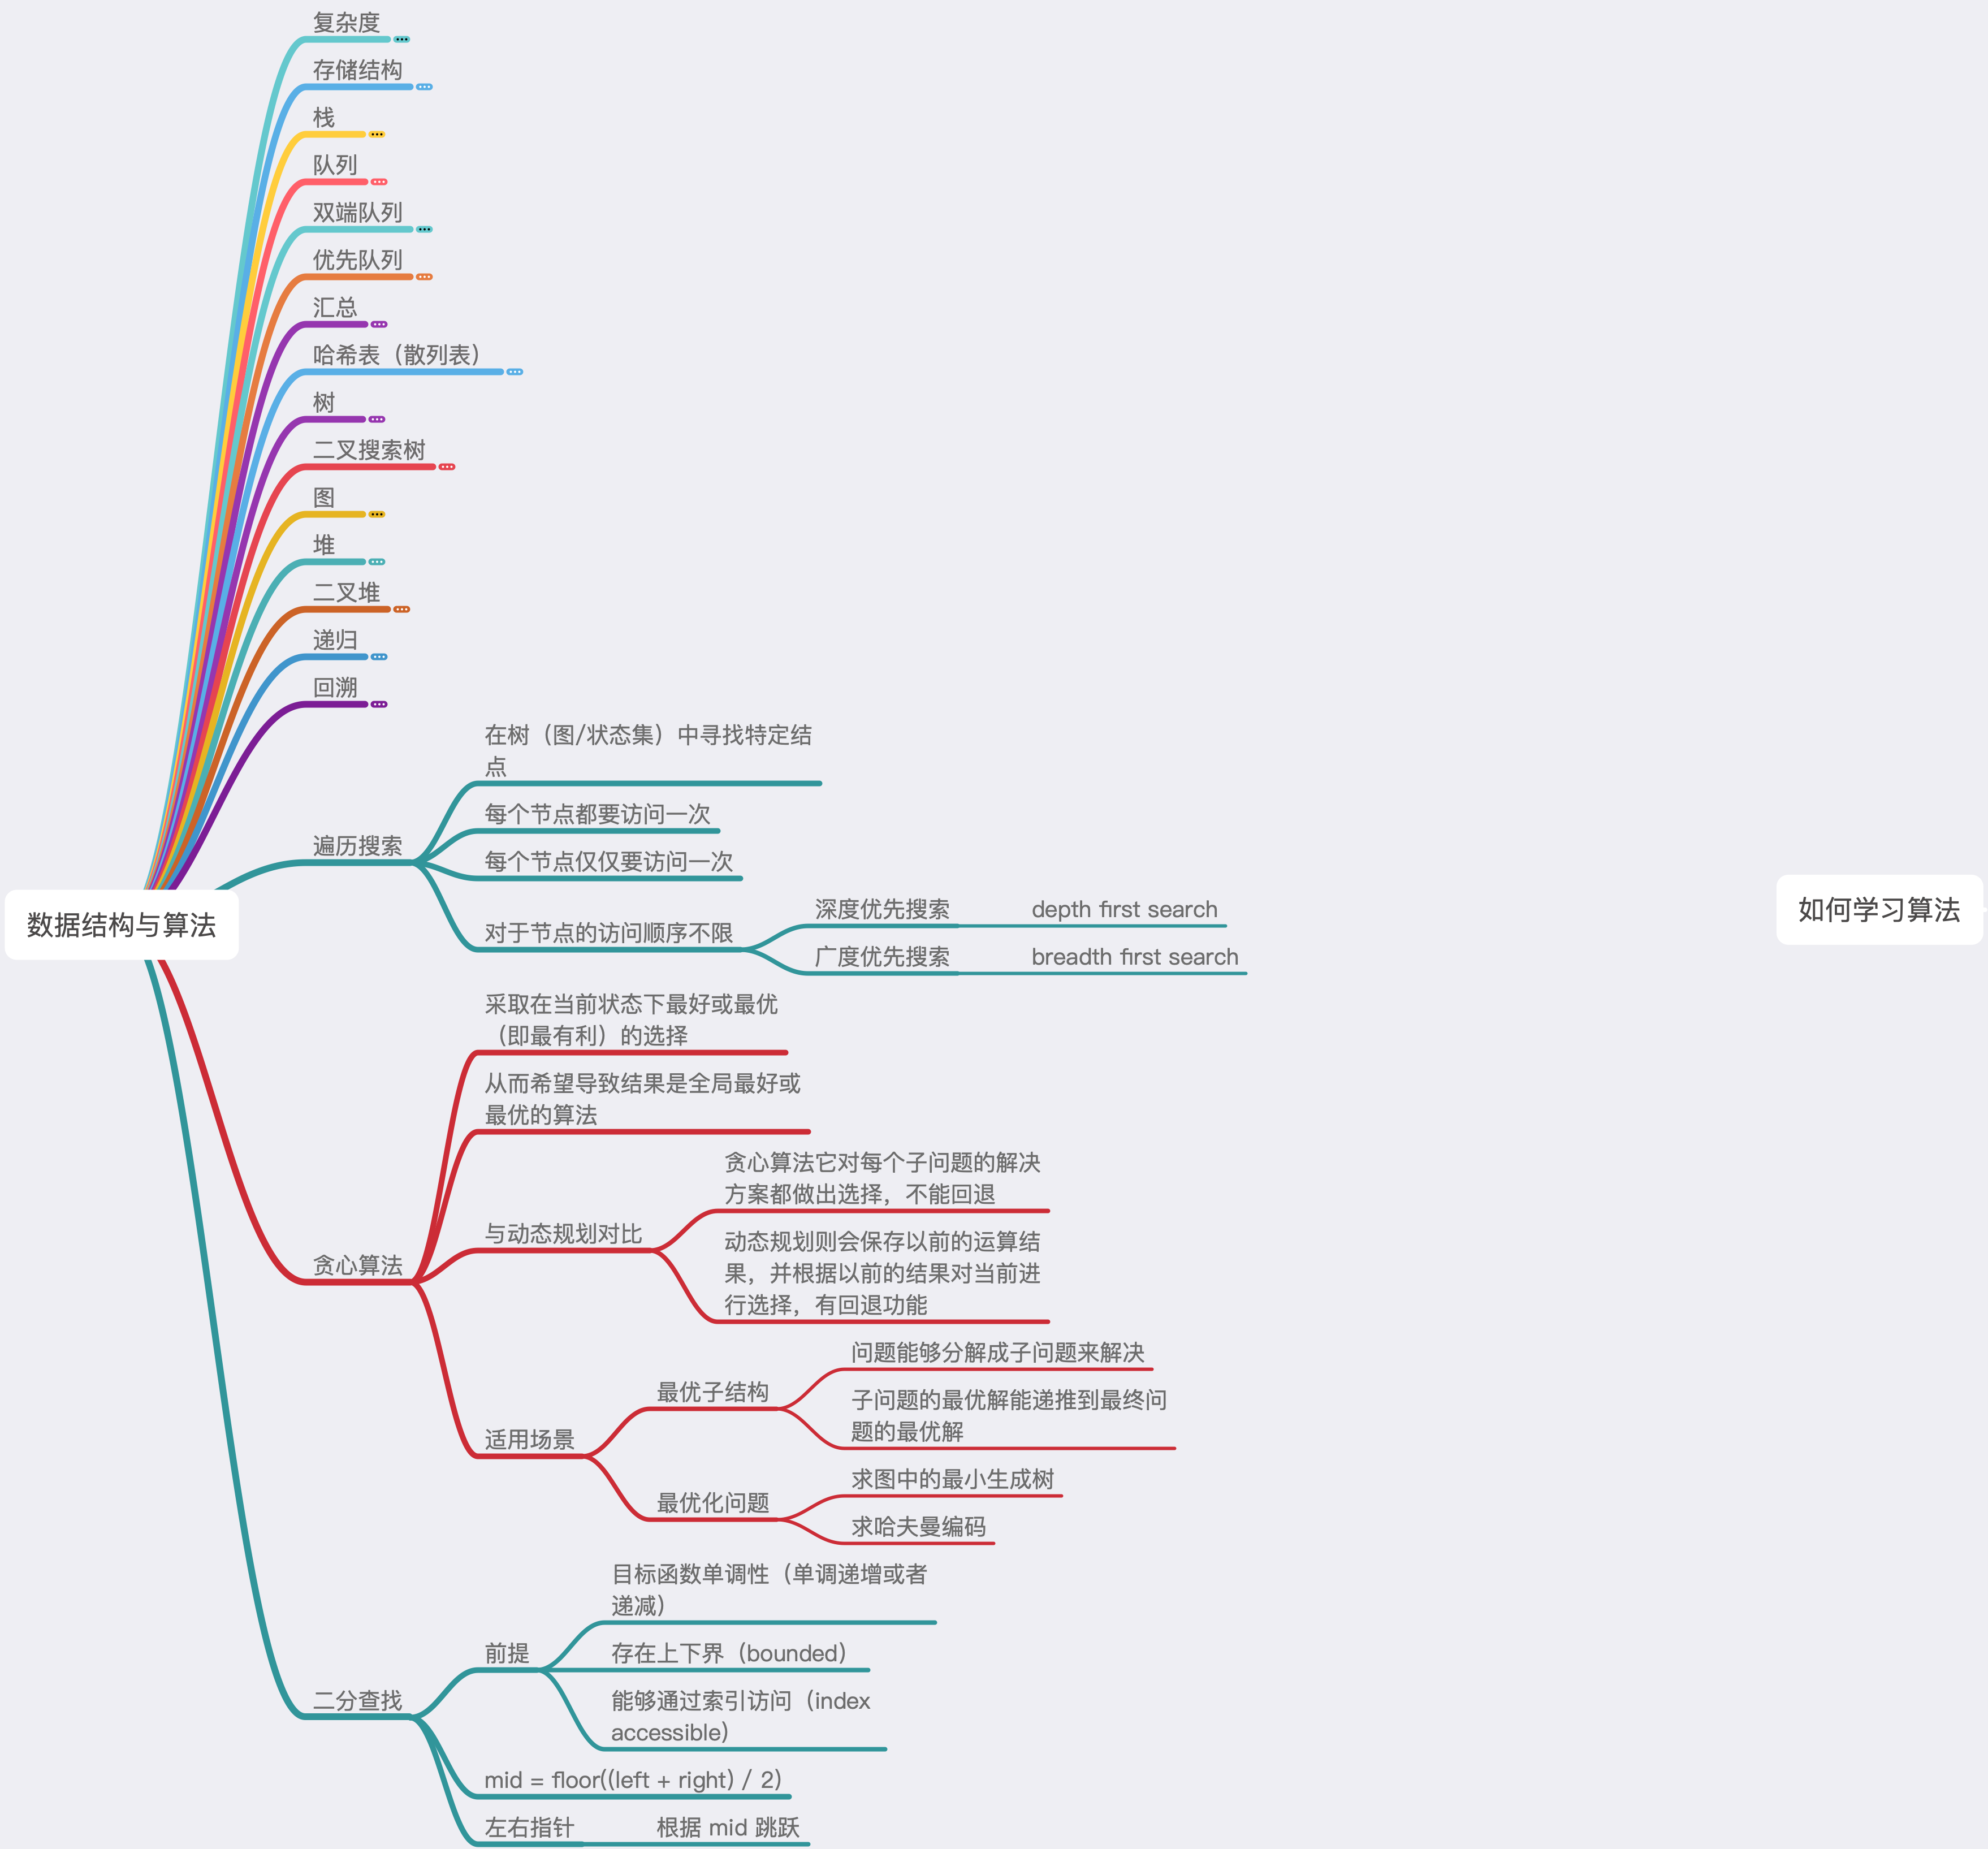 复杂度
存储结构
栈
队列
双端队列
优先队列
汇总
哈希表（散列表）
树
二叉搜索树
图
堆
二叉堆
递归
回溯
在树（图/状态集）中寻找特定结
点
每个节点都要访问一次
遍历搜索
每个节点仅仅要访问一次
对于节点的访问顺序不限
深度优先搜索
depth first search
广度优先搜索
breadth first search
数据结构与算法
如何学习算法
采取在当前状态下最好或最优
（即最有利）的选择
从而希望导致结果是全局最好或
最优的算法
贪心算法它对每个子问题的解决
方案都做出选择，不能回退
与动态规划对比
动态规划则会保存以前的运算结
果，并根据以前的结果对当前进
行选择，有回退功能
贪心算法
问题能够分解成子问题来解决
最优子结构
子问题的最优解能递推到最终问
题的最优解
适用场景
求图中的最小生成树
最优化问题
求哈夫曼编码
目标函数单调性（单调递增或者
递减）
前提
存在上下界（bounded）
能够通过索引访问（index
accessible）
二分查找
mid = floor((left + right) / 2)
左右指针
根据 mid 跳跃